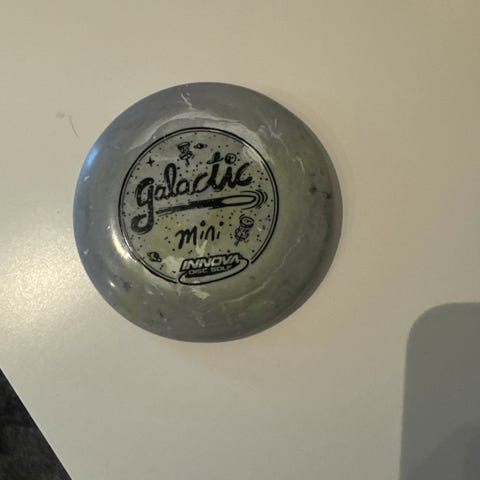 galactic
mini
INNOVA
DISC GOLF